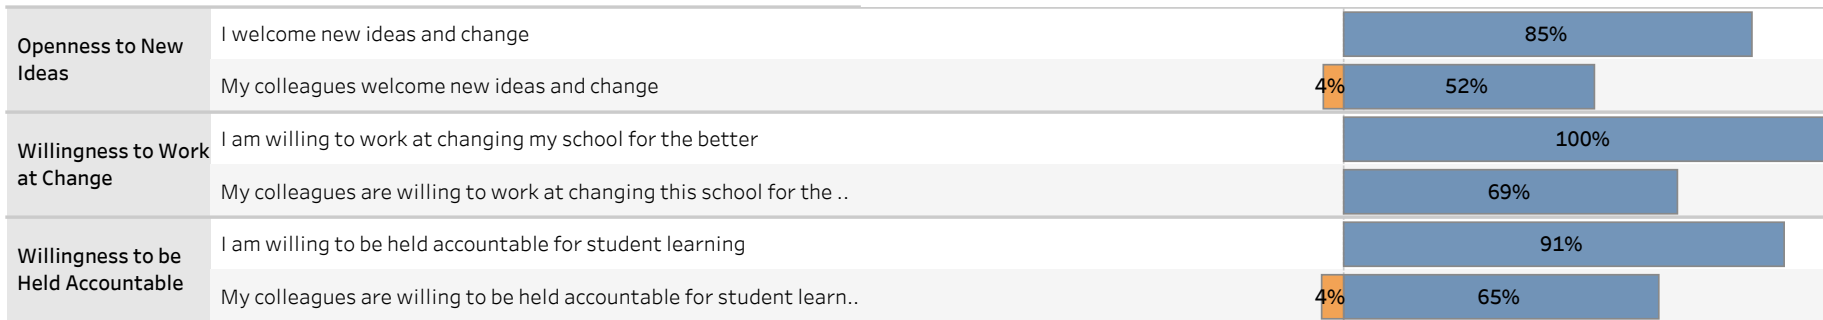 Openness to New
Ideas
I welcome new ideas and change
85%
My colleagues welcome new ideas and change
4%
52%
Willingness to Work
at Change
I am willing to work at changing my school for the better
100%
My colleagues are willing to work at changing this school for the ..
69%
Willingness to be
Held Accountable
I am willing to be held accountable for student learning
91%
My colleagues are willing to be held accountable for student learn..
4%
65%